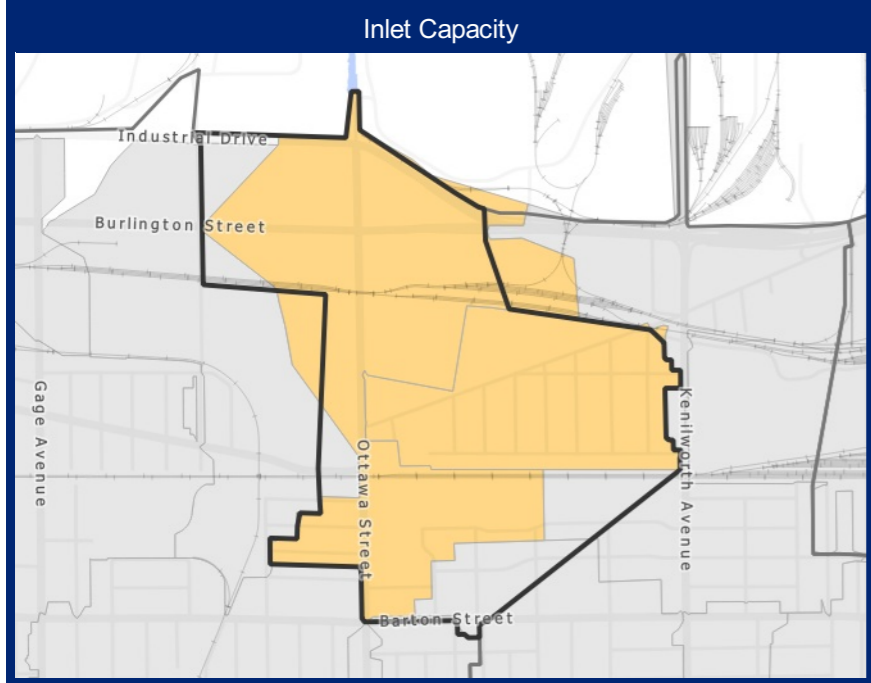 Inlet Capacity
Industrial Drive
Burlington Street
Gage Avenue
Ottawa Street
Kenilworth Avenue
Barton Street